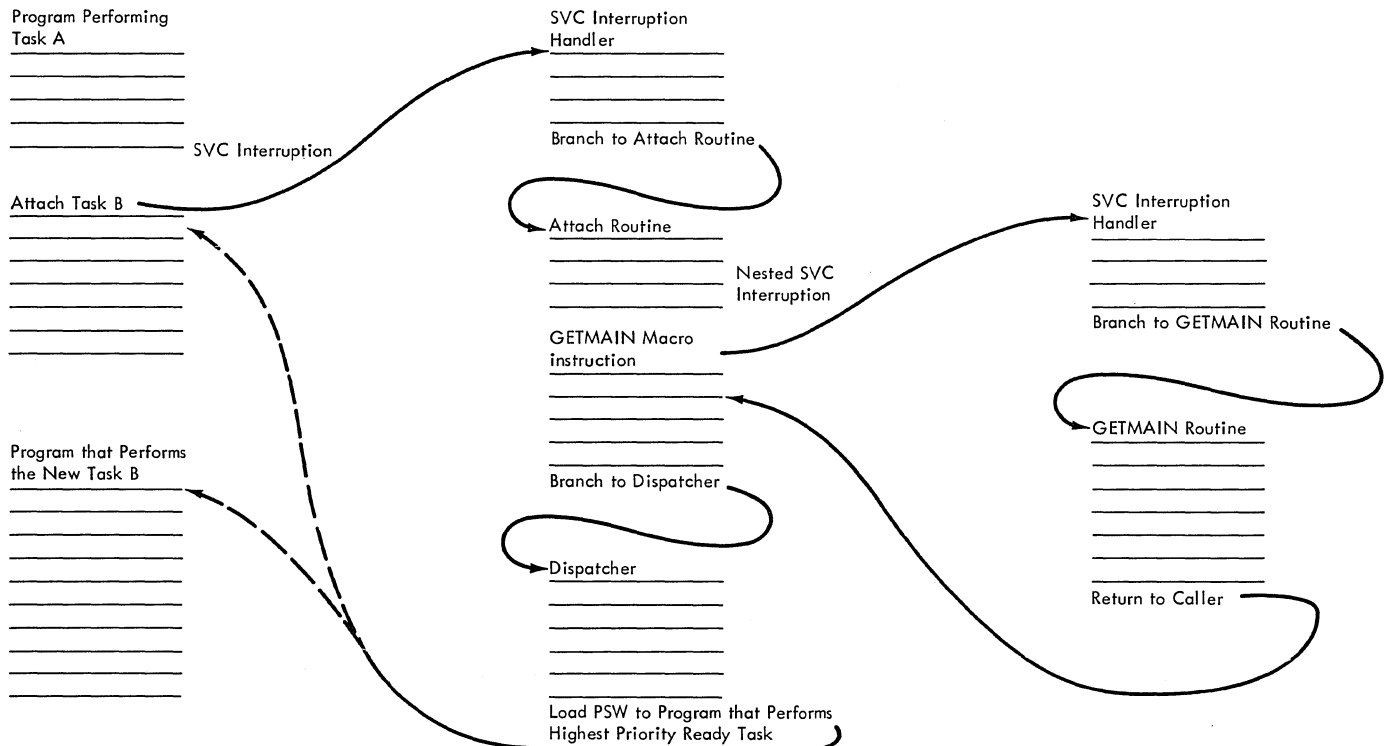 Program Performing
Task A
SVC Interruption
Attach Task B
Program that Performs
the New Task B
SVC Interruption
Handler
Branch to Attach Routine
Attach Routine
Nested SVC
Interruption
GETMAIN Macro
instruction
Branch to Dispatcher
Dispatcher
Load PSW to Program that Performs
Highest Priority Ready Task
SVC Interruption
Handler
Branch to GETMAIN Routine
GETMAIN Routine
Return to Caller